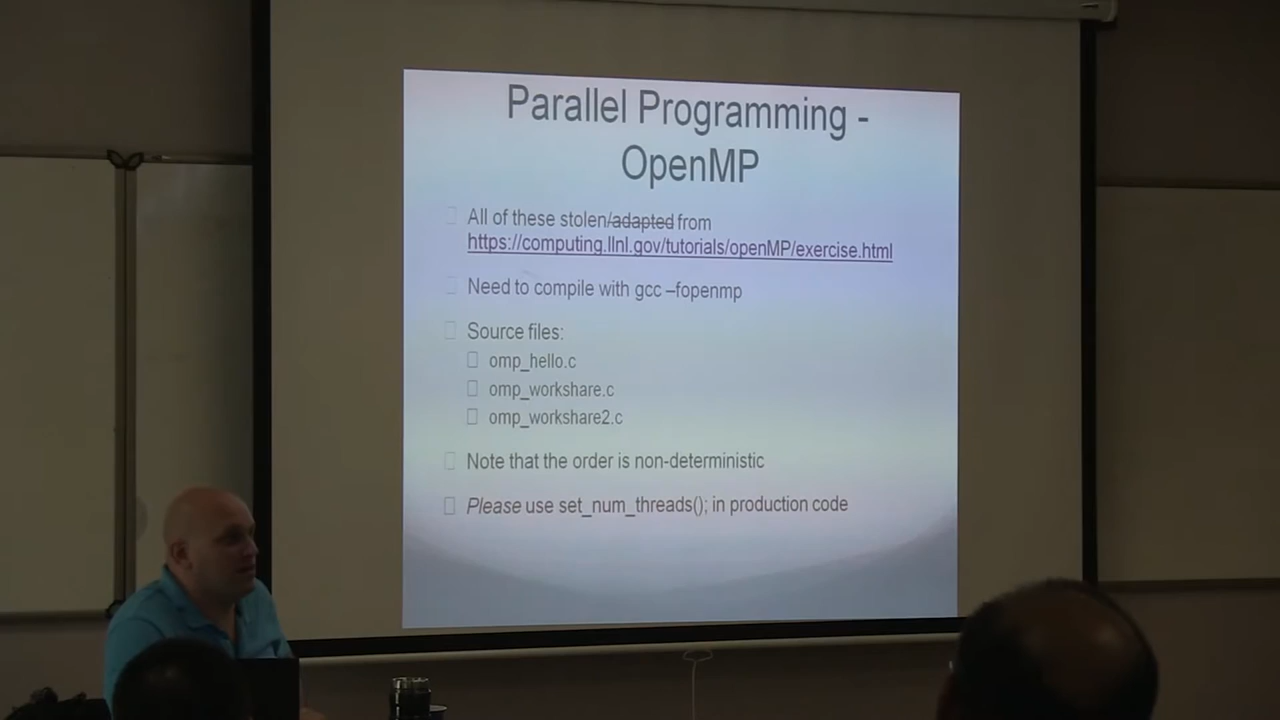 Parallel Programming -
OpenMP
All of these stolen/adapted from
https://computing.llnl.gov/tutorials/openMP/exercise.html
Need to compile with gcc –fopenmp
Source files:
omp_hello.c
omp_workshare.c
omp_workshare2.c
Note that the order is non-deterministic
Please use set_num_threads(); in production code